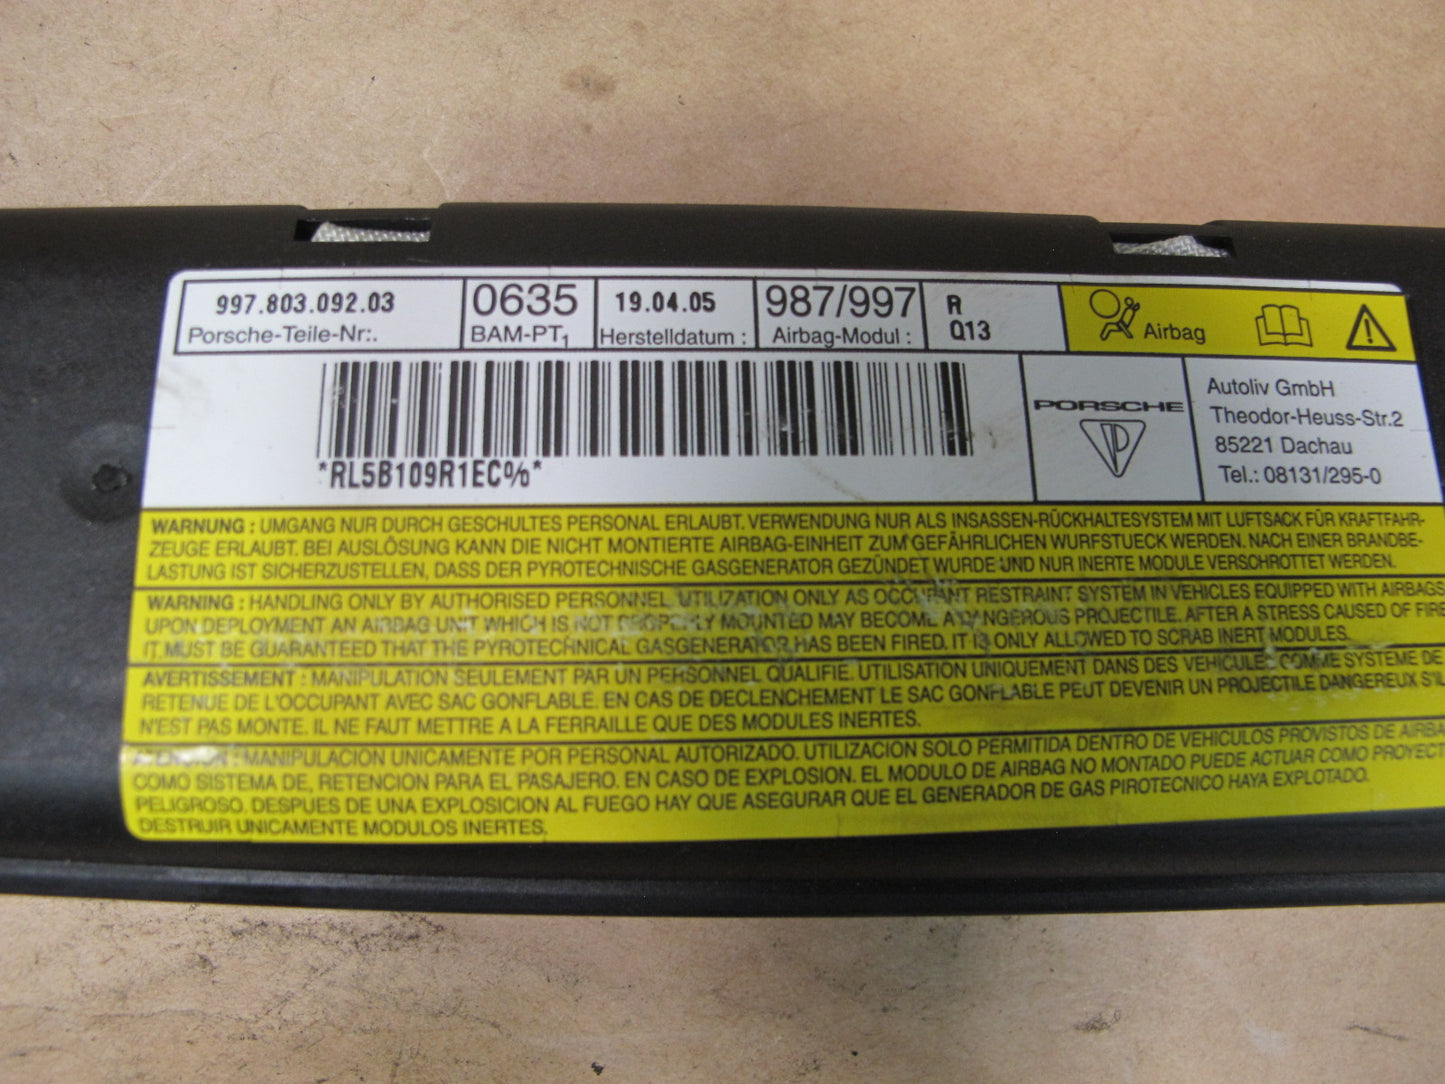 997.803.092.03
Porsche-Teile-Nr:.
0635
BAM-PT1
19.04.05
Herstelldatum :
987/997
Airbag-Modul :
R
Q13
Airbag
*RL5B109R1EC%*
PORSCHE
Autoliv GmbH
Theodor-Heuss-Str.2
85221 Dachau
Tel.: 08131/295-0
WARNUNG : UMGANG NUR DURCH GESCHULTES PERSONAL ERLAUBT. VERWENDUNG NUR ALS INSASSEN-RÜCKHALTESYSTEM MIT LUFTSACK FÜR KRAFTFAHR-
ZEUGE ERLAUBT. BEI AUSLÖSUNG KANN DIE NICHT MONTIERTE AIRBAG-EINHEIT ZUM GEFÄHRLICHEN WURFSTUECK WERDEN. NACH EINER BRANDBE-
LASTUNG IST SICHERZUSTELLEN, DASS DER PYROTECHNISCHE GASGENERATOR GEZÜNDET WURDE UND NUR INERTE MODULE VERSCHROTTET WERDEN.
WARNING : HANDLING ONLY BY AUTHORISED PERSONNEL. UTILIZATION ONLY AS OCCUPANT RESTRAINT SYSTEM IN VEHICLES EQUIPPED WITH AIRBAGS
UPON DEPLOYMENT AN AIRBAG UNIT WHICH IS NOT PROPERLY MOUNTED MAY BECOME A DANGEROUS PROJECTILE. AFTER A STRESS CAUSED OF FIRE
IT MUST BE GUARANTEED THAT THE PYROTECHNICAL GASGENERATOR HAS BEEN FIRED. IT IS ONLY ALLOWED TO SCRAB INERT MODULES.
AVERTISSEMENT : MANIPULATION SEULEMENT PAR UN PERSONNEL QUALIFIE. UTILISATION UNIQUEMENT DANS DES VEHICULES COMME SYSTEME DE
RETENUE DE L'OCCUPANT AVEC SAC GONFLABLE. EN CAS DE DECLENCHEMENT LE SAC GONFLABLE PEUT DEVENIR UN PROJECTILE DANGEREUX S'IL
N'EST PAS MONTE. IL NE FAUT METTRE A LA FERRAILLE QUE DES MODULES INERTES.
ATENCION : MANIPULACIÓN UNICAMENTE POR PERSONAL AUTORIZADO. UTILIZACION SOLO PERMITIDA DENTRO DE VEHICULOS PROVISTOS DE AIRBA
COMO SISTEMA DE, RETENCION PARA EL PASAJERO. EN CASO DE EXPLOSION. EL MODULO DE AIRBAG NO MONTADO PUEDE ACTUAR COMO PROYECT
PELIGROSO. DESPUES DE UNA EXPLOSICION AL FUEGO HAY QUE ASEGURAR QUE EL GENERADOR DE GAS PIROTECNICO HAYA EXPLOTADO.
DESTRUIR UNICAMENTE MODULOS INERTES.